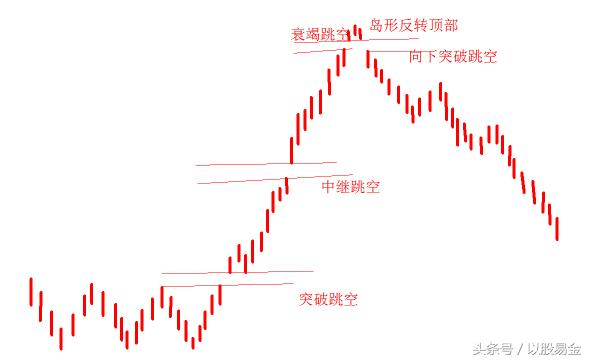 岛形反转顶部
衰竭跳空
向下突破跳空
中继跳空
突破跳空
头条号／以股易金